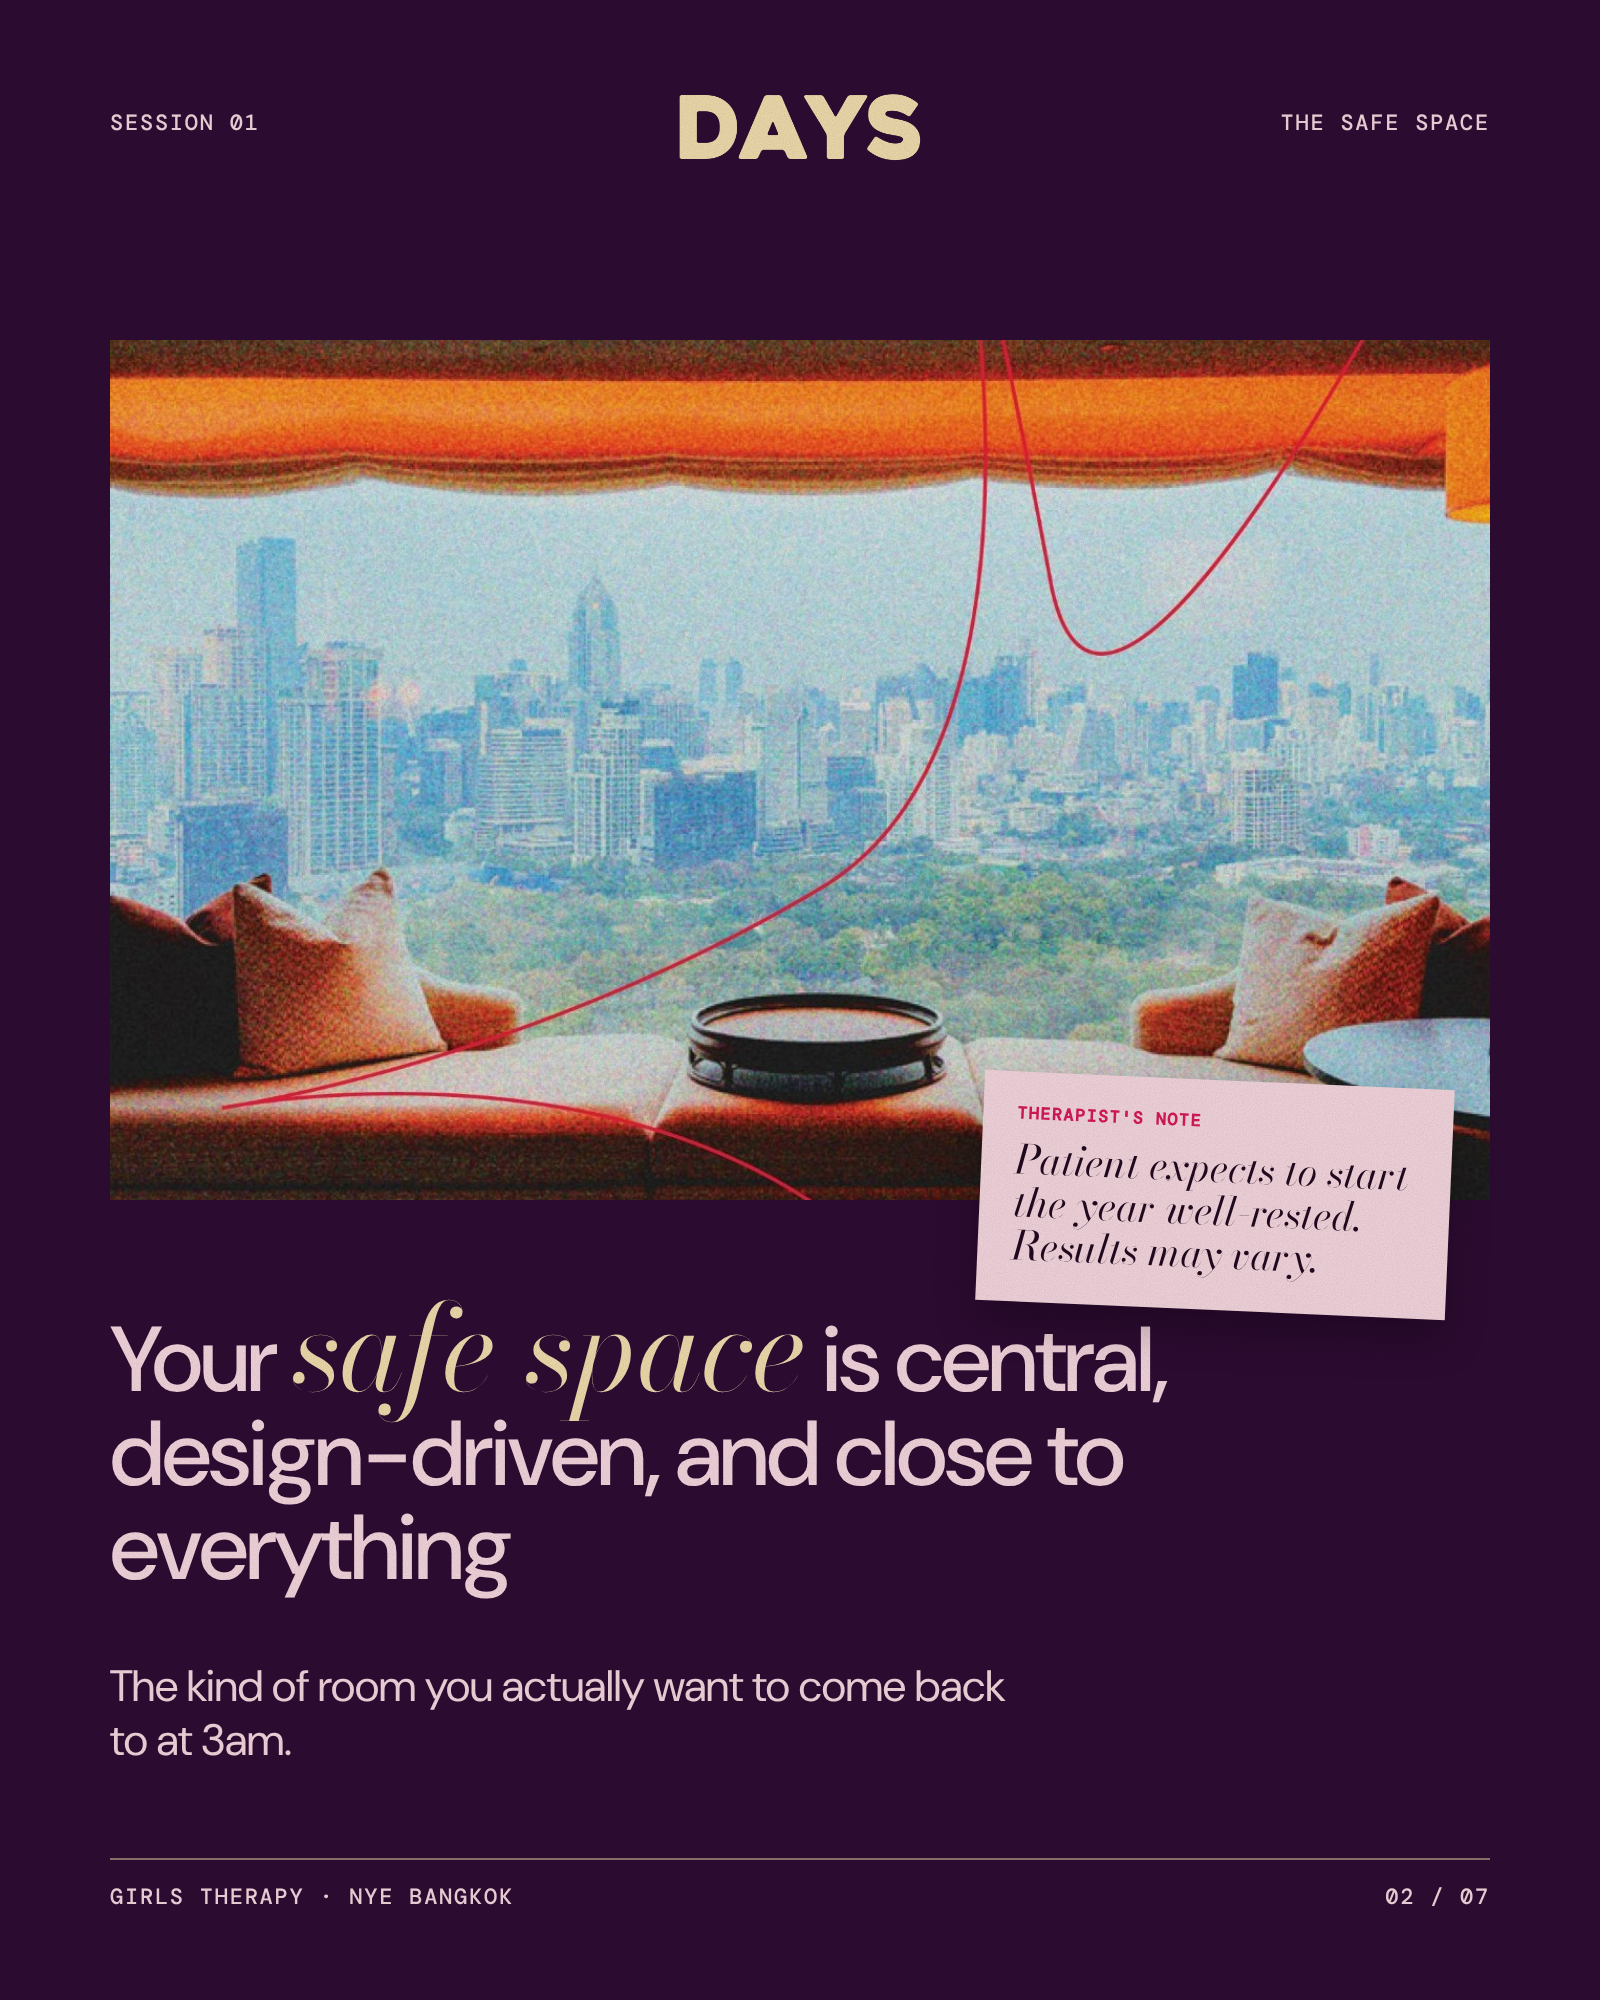 SESSION 01
DAYS
THE SAFE SPACE
THERAPIST'S NOTE
Patient expects to start
the year well-rested.
Results may vary.
Your safe space is central,
design-driven, and close to
everything
The kind of room you actually want to come back
to at 3am.
GIRLS THERAPY · NYE BANGKOK
02 / 07